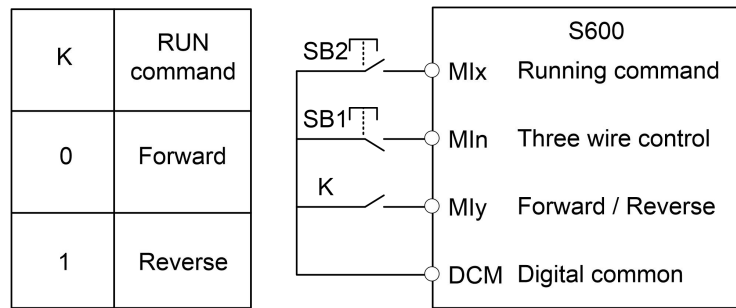 K
RUN
command
0
Forward
1
Reverse
S600
SB2
MIx
Running command
SB1
MIn
Three wire control
K
MIy
Forward / Reverse
DCM
Digital common